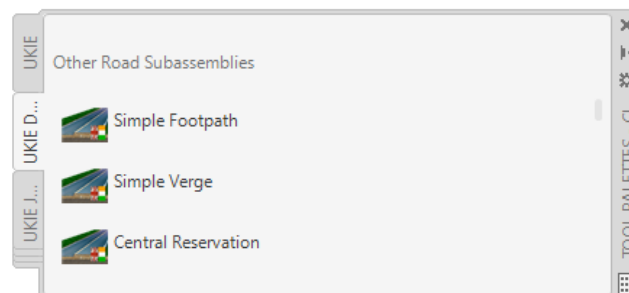 UKIE
UKIE D...
UKIE J...
Other Road Subassemblies
Simple Footpath
Simple Verge
Central Reservation
TOOL PALETTES